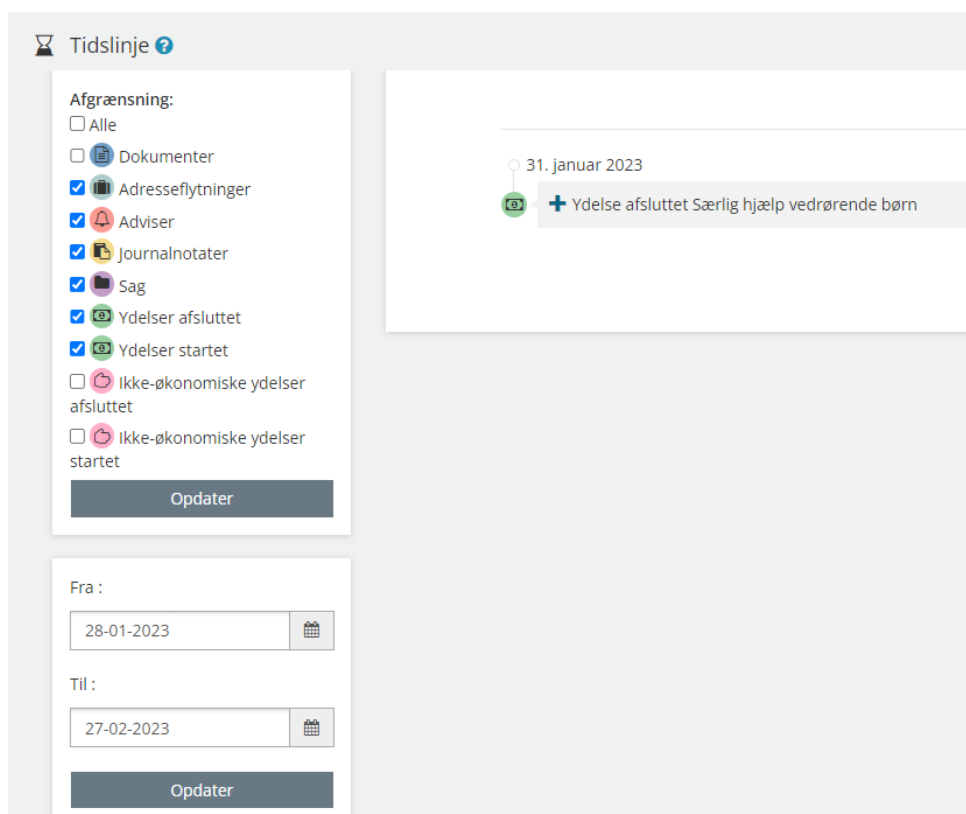 Tidslinje
Afgrænsning:
Alle
Dokumenter
Adresseflytninger
Adviser
Journalnotater
Sag
Ydelser afsluttet
Ydelser startet
Ikke-økonomiske ydelser
afsluttet
Ikke-økonomiske ydelser
startet
Opdater
Fra :
28-01-2023
Til :
27-02-2023
Opdater
31. januar 2023
Ydelse afsluttet Særlig hjælp vedrørende børn